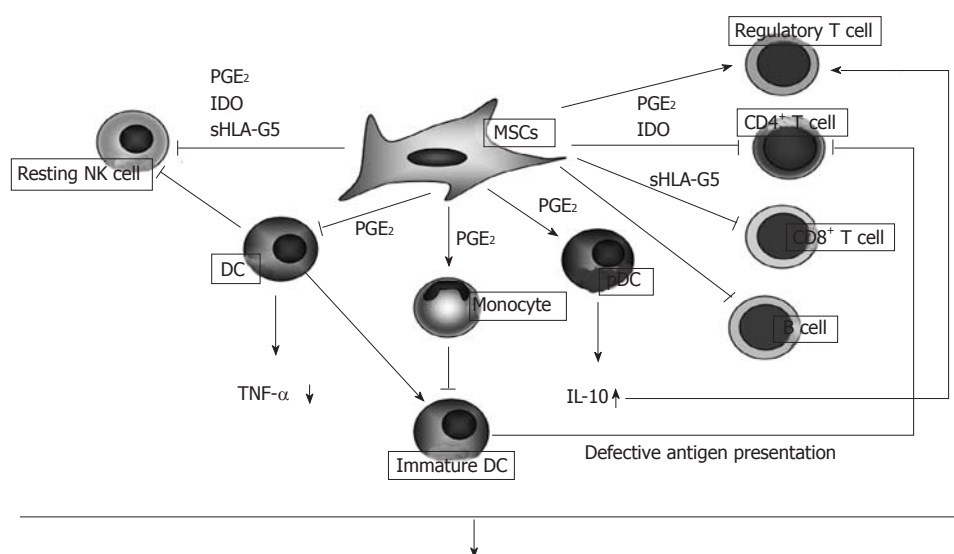 Regulatory T cell
PGE₂
IDO
sHLA-G5
PGE₂
IDO
MSCs
CD4⁺ T cell
Resting NK cell
sHLA-G5
PGE₂
PGE₂
PGE₂
CD8⁺ T cell
DC
pDC
Monocyte
B cell
TNF-α ↓
IL-10 ↑
Immature DC
Defective antigen presentation